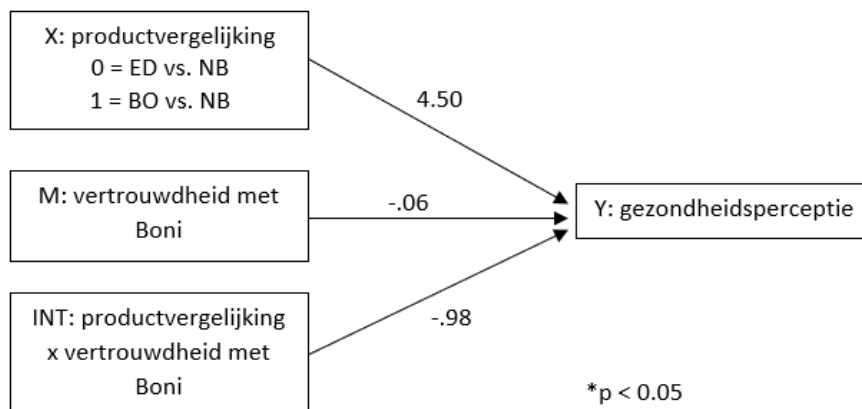 X: productvergelijking
0 = ED vs. NB
1 = BO vs. NB
4.50
M: vertrouwdheid met
Boni
-.06
Y: gezondheidsperceptie
INT: productvergelijking
x vertrouwdheid met
Boni
-.98
*p < 0.05